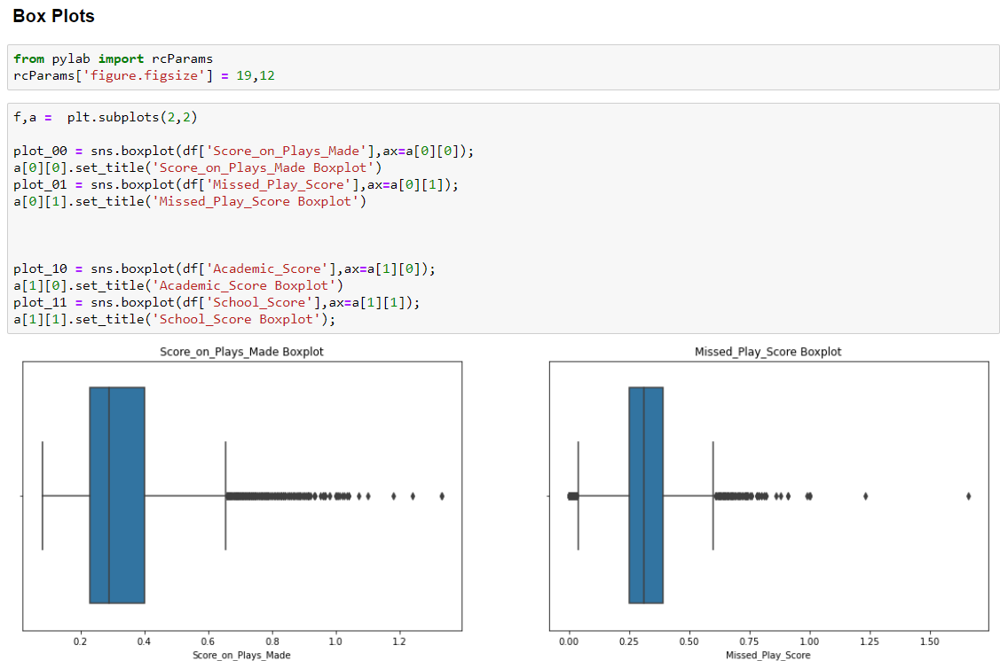 Box Plots
from pylab import rcParams
rcParams['figure.figsize'] = 19,12
f,a =  plt.subplots(2,2)
plot_00 = sns.boxplot(df['Score_on_Plays_Made'],ax=a[0][0]);
a[0][0].set_title('Score_on_Plays_Made Boxplot')
plot_01 = sns.boxplot(df['Missed_Play_Score'],ax=a[0][1]);
a[0][1].set_title('Missed_Play_Score Boxplot')
plot_10 = sns.boxplot(df['Academic_Score'],ax=a[1][0]);
a[1][0].set_title('Academic_Score Boxplot')
plot_11 = sns.boxplot(df['School_Score'],ax=a[1][1]);
a[1][1].set_title('School_Score Boxplot');
Score_on_Plays_Made Boxplot
0.2 0.4 0.6 0.8 1.0 1.2
Score_on_Plays_Made
Missed_Play_Score Boxplot
0.00 0.25 0.50 0.75 1.00 1.25 1.50
Missed_Play_Score